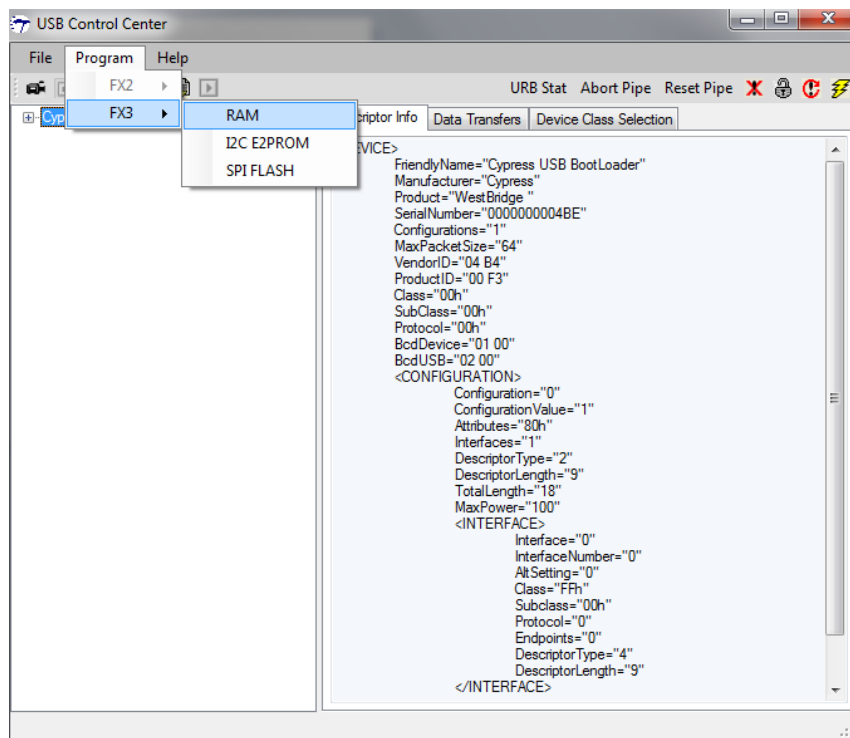 USB Control Center
File Program Help
URB Stat Abort Pipe Reset Pipe
FX2
FX3
RAM
I2C E2PROM
SPI FLASH
Cyp
criptor Info Data Transfers Device Class Selection
EVICE>
FriendlyName="Cypress USB BootLoader"
Manufacturer="Cypress"
Product="WestBridge "
SerialNumber="0000000004BE"
Configurations="1"
MaxPacketSize="64"
VendorID="04 B4"
ProductID="00 F3"
Class="00h"
SubClass="00h"
Protocol="00h"
BcdDevice="01 00"
BcdUSB="02 00"
<CONFIGURATION>
Configuration="0"
ConfigurationValue="1"
Attributes="80h"
Interfaces="1"
DescriptorType="2"
DescriptorLength="9"
TotalLength="18"
MaxPower="100"
<INTERFACE>
Interface="0"
InterfaceNumber="0"
AltSetting="0"
Class="FFh"
Subclass="00h"
Protocol="0"
Endpoints="0"
DescriptorType="4"
DescriptorLength="9"
</INTERFACE>